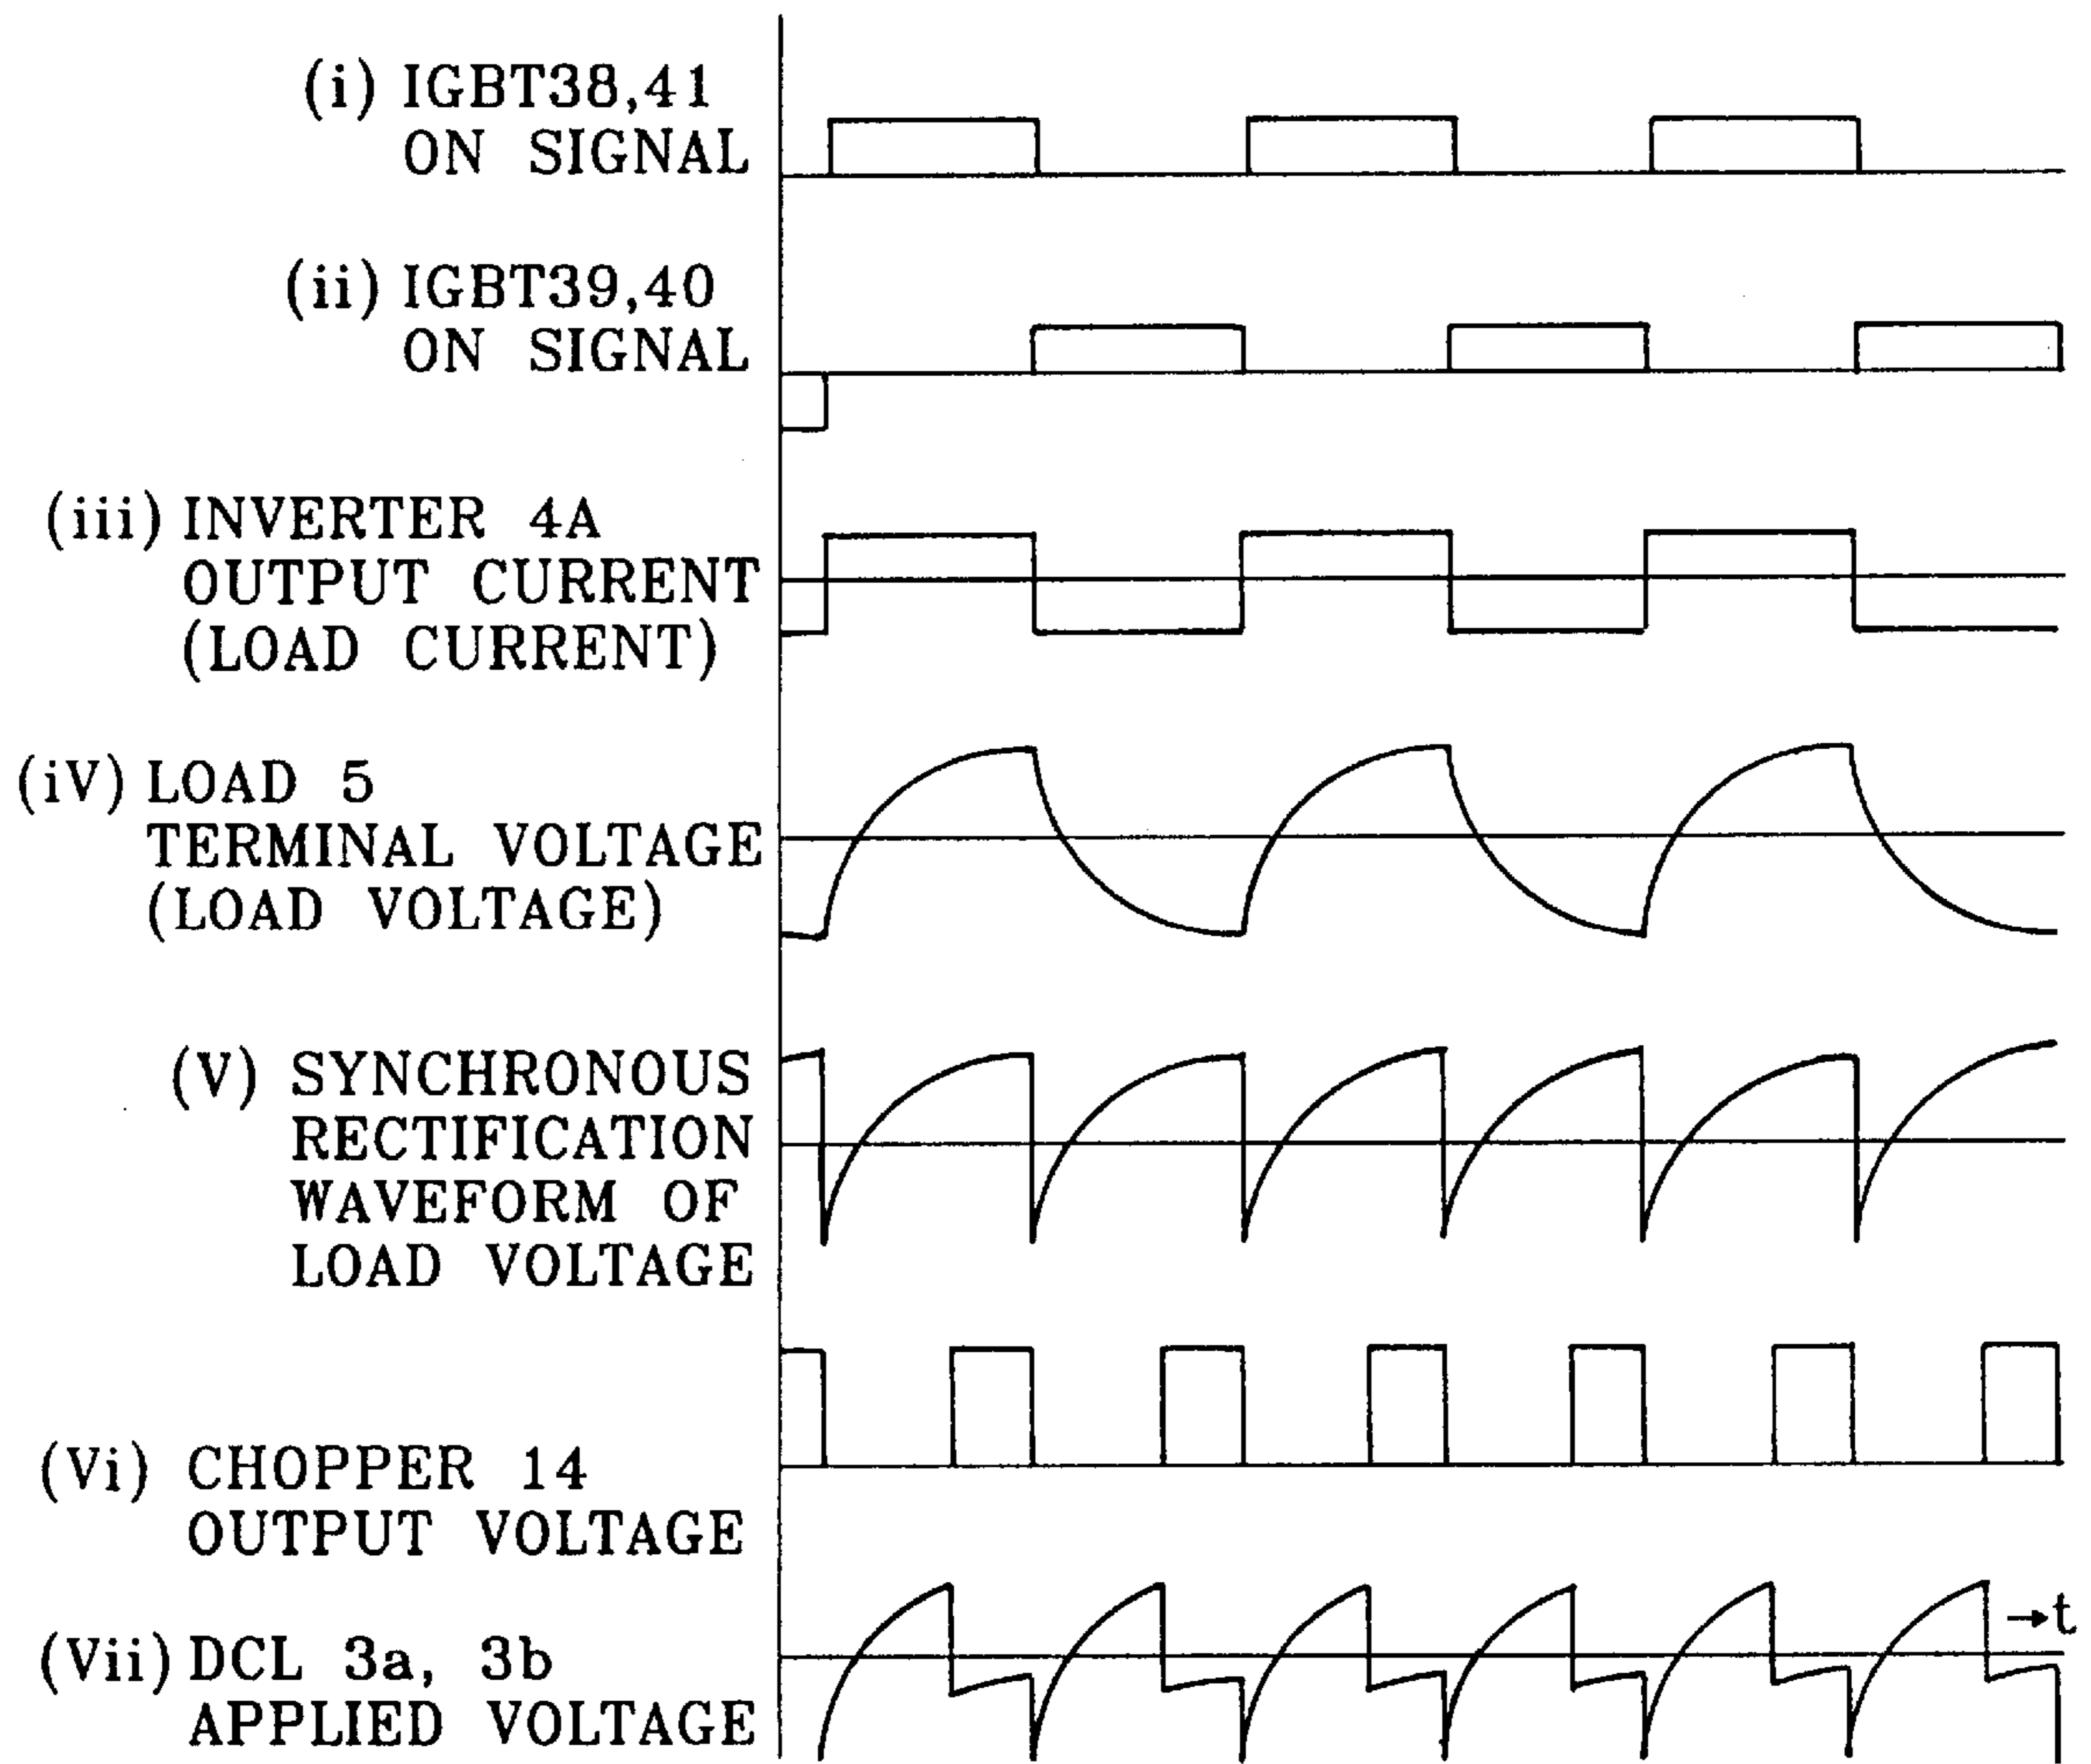 (i) IGBT38,41
ON SIGNAL
(ii) IGBT39,40
ON SIGNAL
(iii) INVERTER 4A
OUTPUT CURRENT
(LOAD CURRENT)
(iV) LOAD 5
TERMINAL VOLTAGE
(LOAD VOLTAGE)
(V) SYNCHRONOUS
RECTIFICATION
WAVEFORM OF
LOAD VOLTAGE
(Vi) CHOPPER 14
OUTPUT VOLTAGE
→t
(Vii) DCL 3a, 3b
APPLIED VOLTAGE